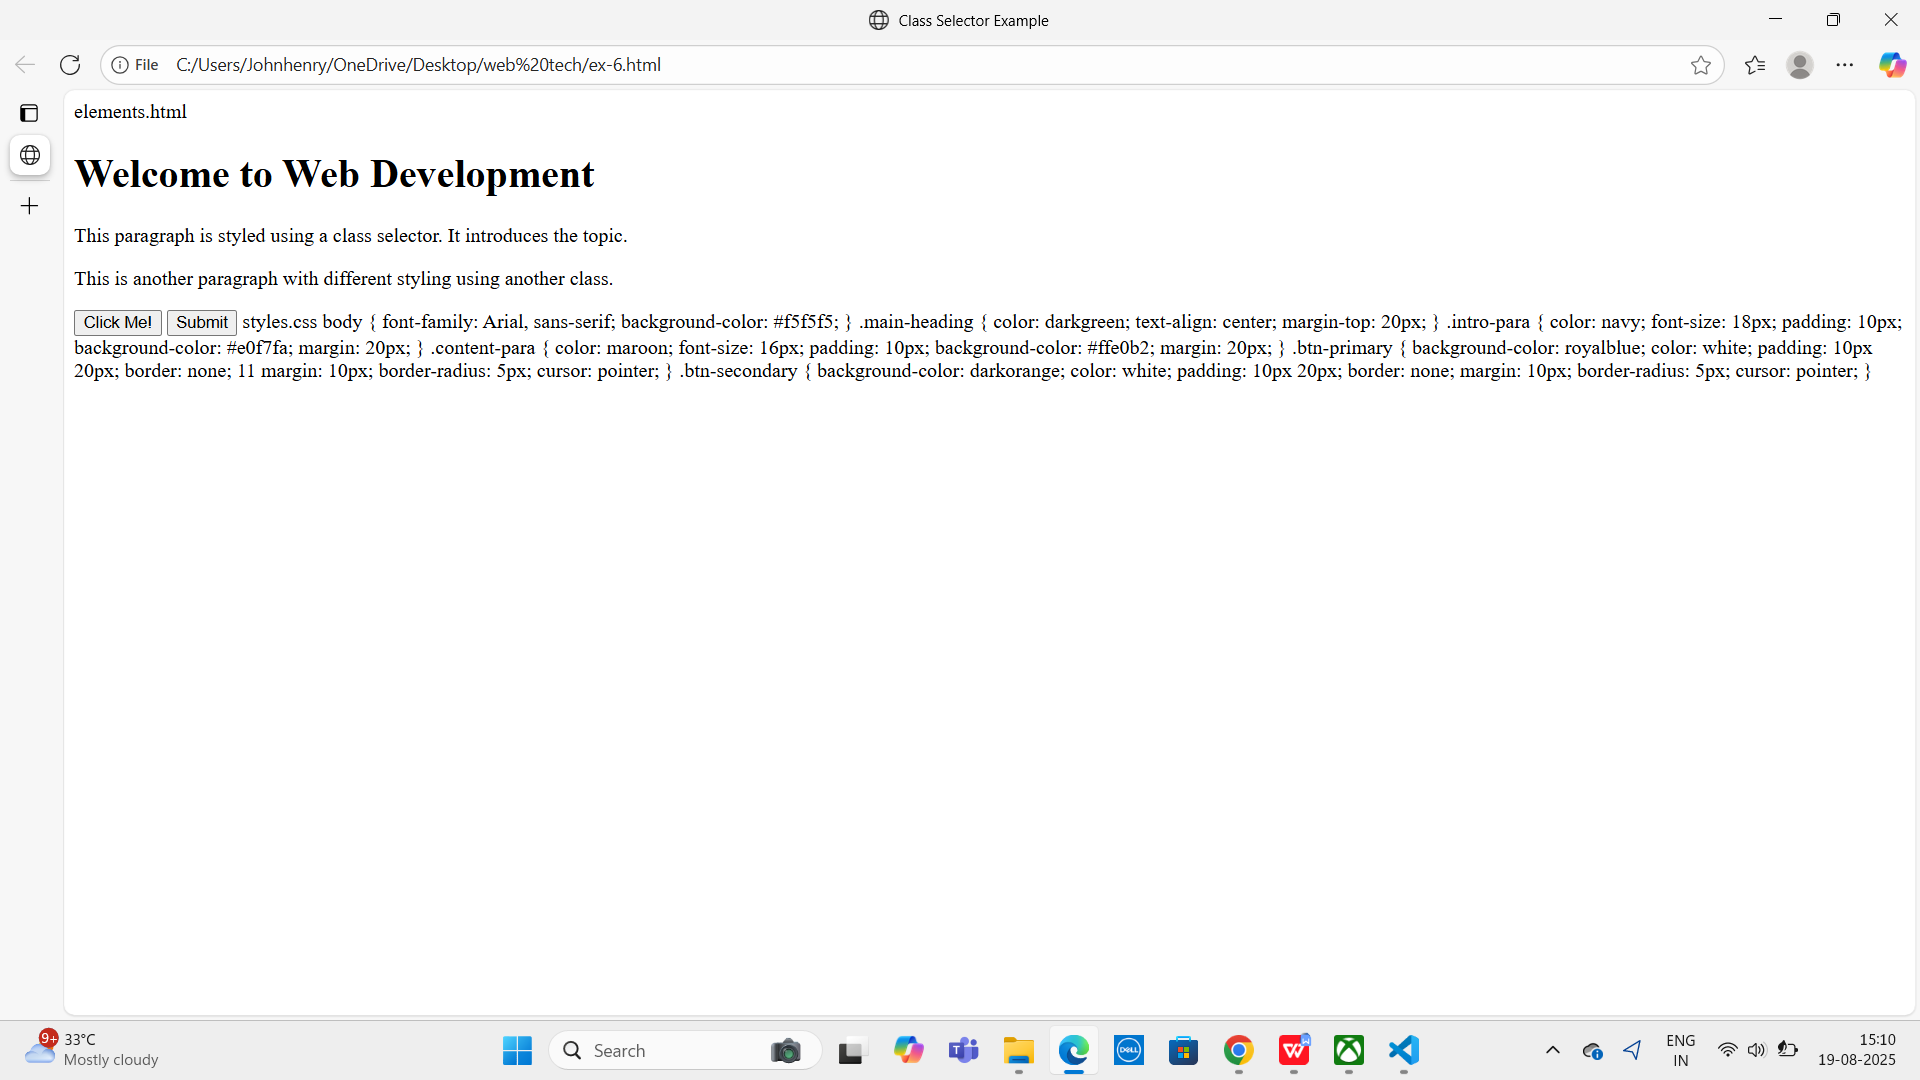 Class Selector Example
File C:/Users/Johnhenry/OneDrive/Desktop/web%20tech/ex-6.html
elements.html
Welcome to Web Development
This paragraph is styled using a class selector. It introduces the topic.
This is another paragraph with different styling using another class.
Click Me! Submit styles.css body { font-family: Arial, sans-serif; background-color: #f5f5f5; } .main-heading { color: darkgreen; text-align: center; margin-top: 20px; } .intro-para { color: navy; font-size: 18px; padding: 10px;
background-color: #e0f7fa; margin: 20px; } .content-para { color: maroon; font-size: 16px; padding: 10px; background-color: #ffe0b2; margin: 20px; } .btn-primary { background-color: royalblue; color: white; padding: 10px
20px; border: none; 11 margin: 10px; border-radius: 5px; cursor: pointer; } .btn-secondary { background-color: darkorange; color: white; padding: 10px 20px; border: none; margin: 10px; border-radius: 5px; cursor: pointer; }
9+ 33°C
Mostly cloudy
Search
DELL
W
ENG
IN
15:10
19-08-2025